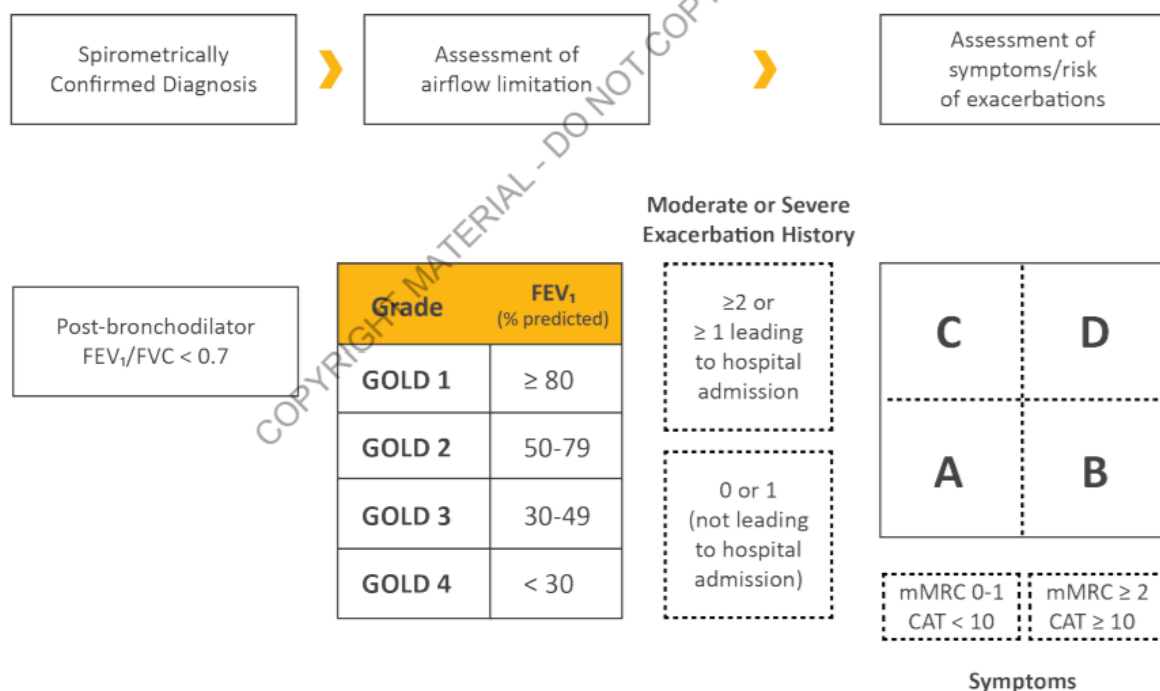 Spirometrically
Confirmed Diagnosis
Assessment of
airflow limitation
Assessment of
symptoms/risk
of exacerbations
COPYRIGHT MATERIAL - DO NOT COPY
Moderate or Severe
Exacerbation History
Post-bronchodilator
FEV₁/FVC < 0.7
Grade FEV₁
(% predicted)
GOLD 1 ≥ 80
GOLD 2 50-79
GOLD 3 30-49
GOLD 4 < 30
≥2 or
≥ 1 leading
to hospital
admission
0 or 1
(not leading
to hospital
admission)
C D
A B
mMRC 0-1
CAT < 10
mMRC ≥ 2
CAT ≥ 10
Symptoms